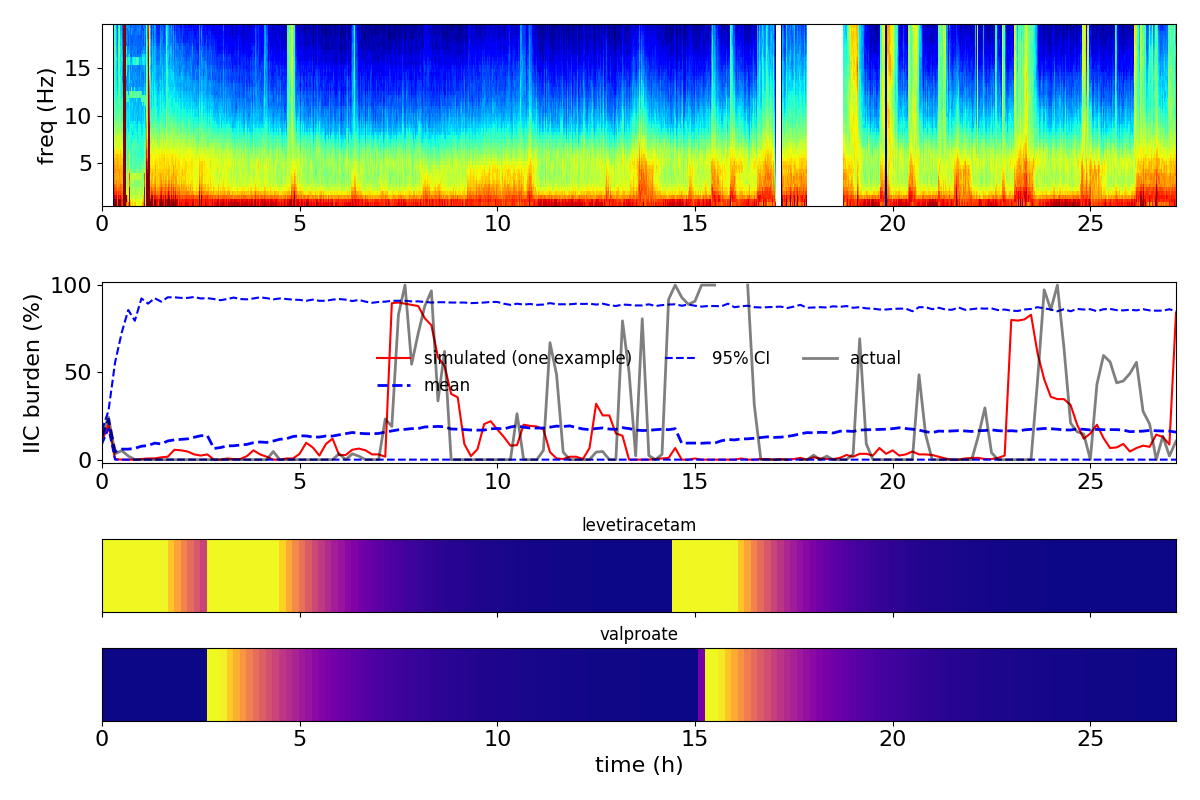 freq (Hz)
15
10
5
0 5 10 15 20 25
IIC burden (%)
100
50
0
simulated (one example) 95% CI actual
mean
0 5 10 15 20 25
levetiracetam
valproate
0 5 10 15 20 25
time (h)